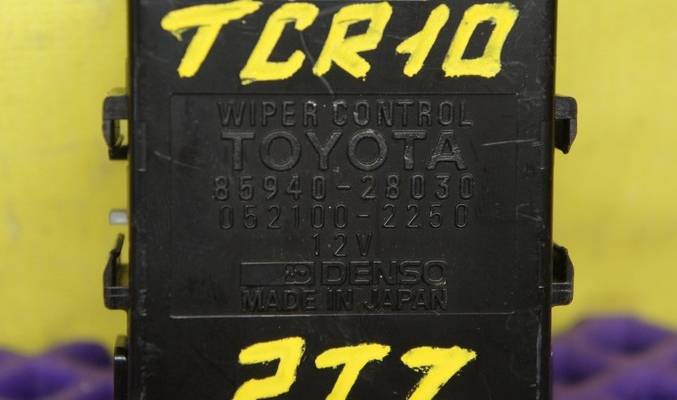 TCR10
WIPER CONTROL
TOYOTA
85940-28030
052100-2250
12V
DENSO
MADE IN JAPAN